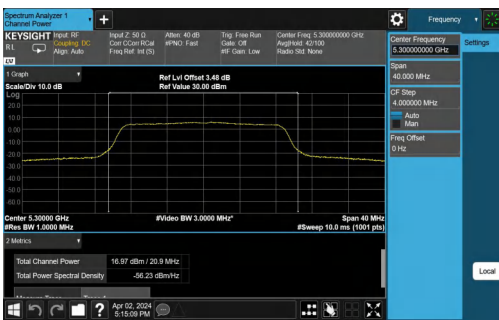 Spectrum Analyzer 1
Channel Power
Frequency
KEYSIGHT
RL
LXI
Input: RF
Coupling: DC
Align: Auto
Input Z: 50 Ω
Corr CCorr RCal
Freq Ref: Int (S)
Atten: 40 dB
#PNO: Fast
Trig: Free Run
Gate: Off
#IF Gain: Low
Center Freq: 5.300000000 GHz
Avg|Hold: 42/100
Radio Std: None
1 Graph
Scale/Div 10.0 dB
Ref Lvl Offset 3.48 dB
Ref Value 30.00 dBm
Log
20.0
10.0
0.00
-10.0
-20.0
-30.0
-40.0
-50.0
-60.0
Center 5.30000 GHz
#Res BW 1.0000 MHz
#Video BW 3.0000 MHz*
Span 40 MHz
#Sweep 10.0 ms (1001 pts)
2 Metrics
Total Channel Power 16.97 dBm / 20.9 MHz
Total Power Spectral Density -56.23 dBm/Hz
?
Apr 02, 2024
5:15:09 PM
Center Frequency
5.300000000 GHz
Span
40.000 MHz
CF Step
4.000000 MHz
Auto
Man
Freq Offset
0 Hz
Settings
Local